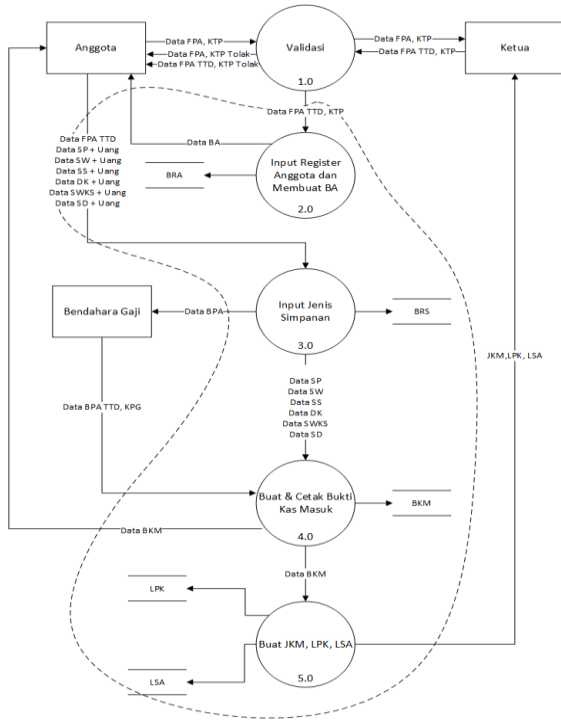 Data FPA, KTP
Anggota
Data FPA, KTP Tolak
Data FPA TTD, KTP Tolak
Validasi
1.0
Data FPA, KTP
Data FPA TTD, KTP
Ketua
Data FPA TTD, KTP
Data BA
Data FPA TTD
Data SP + Uang
Data SW + Uang
Data SS + Uang
Data DK + Uang
Data SWKS + Uang
Data SD + Uang
BRA
Input Register
Anggota dan
Membuat BA
2.0
Bendahara Gaji
Data BPA
Input Jenis
Simpanan
3.0
BRS
JKM,LPK, LSA
Data SP
Data SW
Data SS
Data DK
Data SWKS
Data SD
Data BPA TTD, KPG
Buat & Cetak Bukti
Kas Masuk
4.0
BKM
Data BKM
Data BKM
LPK
Buat JKM, LPK, LSA
5.0
LSA